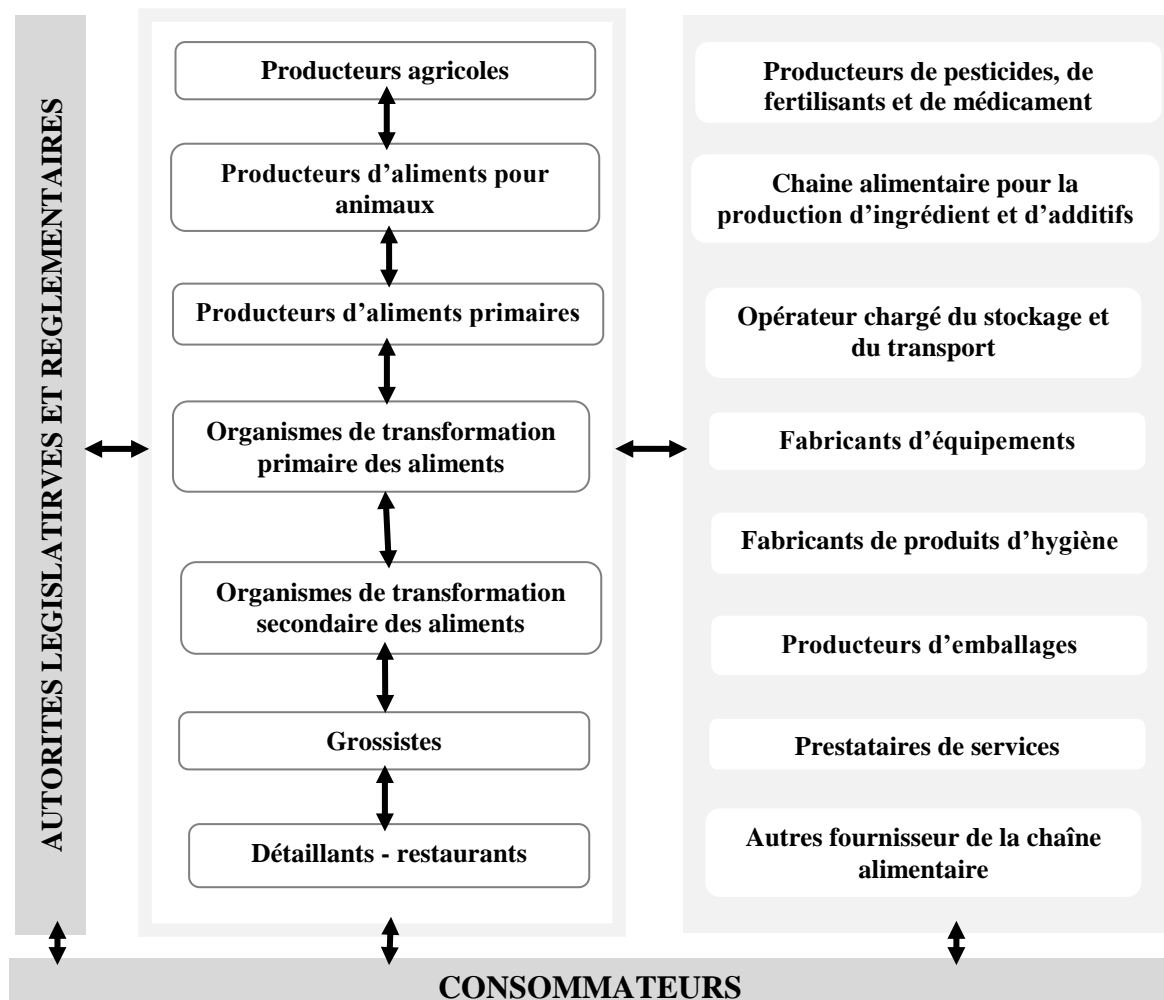 AUTORITES LEGISLATIRVES ET REGLEMENTAIRES
Producteurs agricoles
Producteurs d’aliments pour
animaux
Producteurs d’aliments primaires
Organismes de transformation
primaire des aliments
Organismes de transformation
secondaire des aliments
Grossistes
Détaillants - restaurants
Producteurs de pesticides, de
fertilisants et de médicament
Chaine alimentaire pour la
production d’ingrédient et d’additifs
Opérateur chargé du stockage et
du transport
Fabricants d’équipements
Fabricants de produits d’hygiène
Producteurs d’emballages
Prestataires de services
Autres fournisseur de la chaîne
alimentaire
CONSOMMATEURS